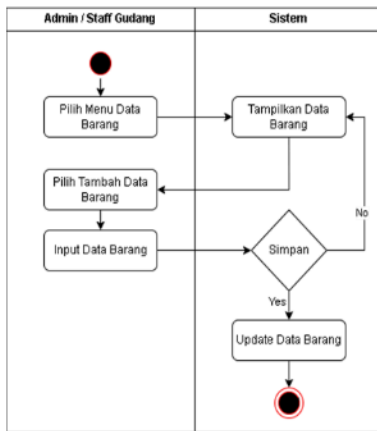 Admin / Staff Gudang
Sistem
Pilih Menu Data
Barang
Tampilkan Data
Barang
Pilih Tambah Data
Barang
Input Data Barang
Simpan
No
Yes
Update Data Barang